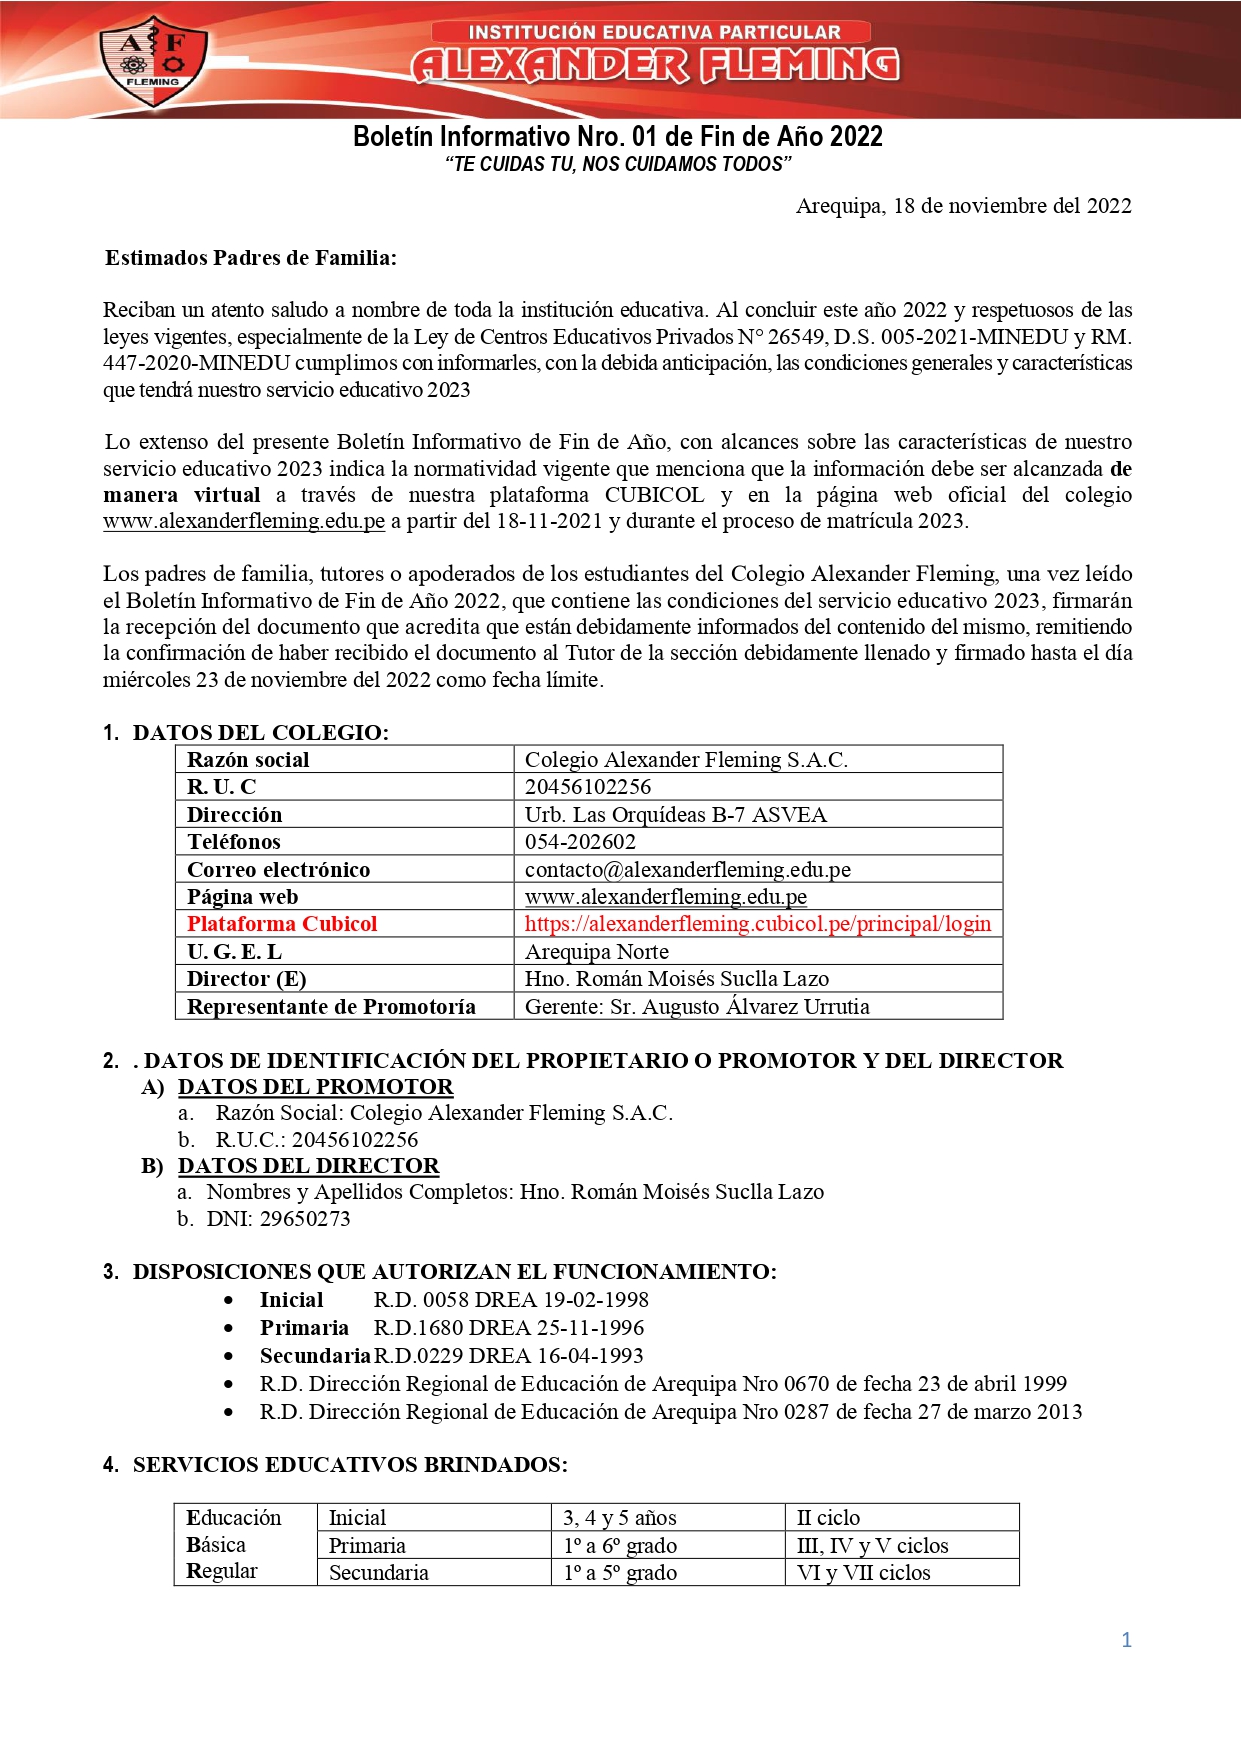 A F
FLEMING
INSTITUCIÓN EDUCATIVA PARTICULAR
ALEXANDER FLEMING
Boletín Informativo Nro. 01 de Fin de Año 2022
“TE CUIDAS TU, NOS CUIDAMOS TODOS”
Arequipa, 18 de noviembre del 2022
Estimados Padres de Familia:
Reciban un atento saludo a nombre de toda la institución educativa. Al concluir este año 2022 y respetuosos de las
leyes vigentes, especialmente de la Ley de Centros Educativos Privados N° 26549, D.S. 005-2021-MINEDU y RM.
447-2020-MINEDU cumplimos con informarles, con la debida anticipación, las condiciones generales y características
que tendrá nuestro servicio educativo 2023
Lo extenso del presente Boletín Informativo de Fin de Año, con alcances sobre las características de nuestro
servicio educativo 2023 indica la normatividad vigente que menciona que la información debe ser alcanzada de
manera virtual a través de nuestra plataforma CUBICOL y en la página web oficial del colegio
www.alexanderfleming.edu.pe a partir del 18-11-2021 y durante el proceso de matrícula 2023.
Los padres de familia, tutores o apoderados de los estudiantes del Colegio Alexander Fleming, una vez leído
el Boletín Informativo de Fin de Año 2022, que contiene las condiciones del servicio educativo 2023, firmarán
la recepción del documento que acredita que están debidamente informados del contenido del mismo, remitiendo
la confirmación de haber recibido el documento al Tutor de la sección debidamente llenado y firmado hasta el día
miércoles 23 de noviembre del 2022 como fecha límite.
1. DATOS DEL COLEGIO:
Razón social Colegio Alexander Fleming S.A.C.
R. U. C 20456102256
Dirección Urb. Las Orquídeas B-7 ASVEA
Teléfonos 054-202602
Correo electrónico contacto@alexanderfleming.edu.pe
Página web www.alexanderfleming.edu.pe
Plataforma Cubicol https://alexanderfleming.cubicol.pe/principal/login
U. G. E. L Arequipa Norte
Director (E) Hno. Román Moisés Suclla Lazo
Representante de Promotoría Gerente: Sr. Augusto Álvarez Urrutia
2. . DATOS DE IDENTIFICACIÓN DEL PROPIETARIO O PROMOTOR Y DEL DIRECTOR
A) DATOS DEL PROMOTOR
a. Razón Social: Colegio Alexander Fleming S.A.C.
b. R.U.C.: 20456102256
B) DATOS DEL DIRECTOR
a. Nombres y Apellidos Completos: Hno. Román Moisés Suclla Lazo
b. DNI: 29650273
3. DISPOSICIONES QUE AUTORIZAN EL FUNCIONAMIENTO:
• Inicial R.D. 0058 DREA 19-02-1998
• Primaria R.D.1680 DREA 25-11-1996
• Secundaria R.D.0229 DREA 16-04-1993
• R.D. Dirección Regional de Educación de Arequipa Nro 0670 de fecha 23 de abril 1999
• R.D. Dirección Regional de Educación de Arequipa Nro 0287 de fecha 27 de marzo 2013
4. SERVICIOS EDUCATIVOS BRINDADOS:
Educación Inicial 3, 4 y 5 años II ciclo
Básica Primaria 1º a 6º grado III, IV y V ciclos
Regular Secundaria 1º a 5º grado VI y VII ciclos
1